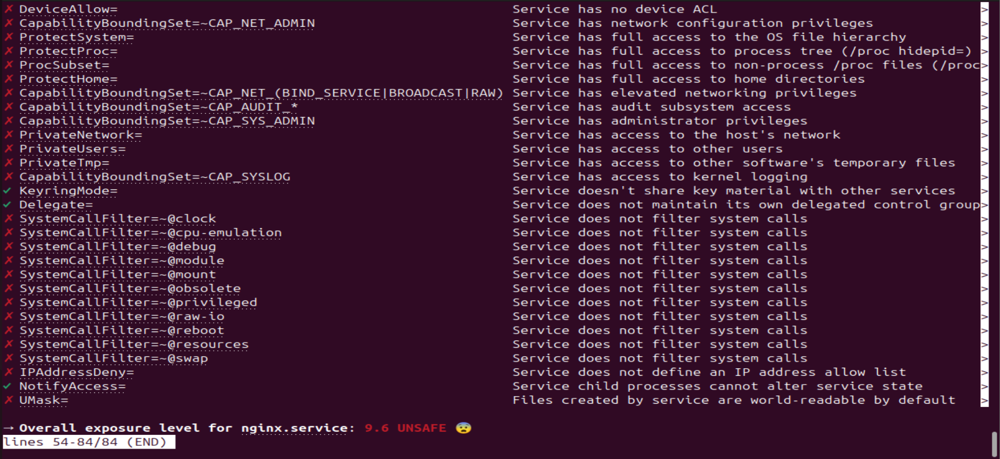 ✗ DeviceAllow= Service has no device ACL >
✗ CapabilityBoundingSet=~CAP_NET_ADMIN Service has network configuration privileges >
✗ ProtectSystem= Service has full access to the OS file hierarchy >
✗ ProtectProc= Service has full access to process tree (/proc hidepid=) >
✗ ProcSubset= Service has full access to non-process /proc files (/proc>
✗ ProtectHome= Service has full access to home directories >
✗ CapabilityBoundingSet=~CAP_NET_(BIND_SERVICE|BROADCAST|RAW) Service has elevated networking privileges >
✗ CapabilityBoundingSet=~CAP_AUDIT_* Service has audit subsystem access >
✗ CapabilityBoundingSet=~CAP_SYS_ADMIN Service has administrator privileges >
✗ PrivateNetwork= Service has access to the host's network >
✗ PrivateUsers= Service has access to other users >
✗ PrivateTmp= Service has access to other software's temporary files >
✗ CapabilityBoundingSet=~CAP_SYSLOG Service has access to kernel logging >
✓ KeyringMode= Service doesn't share key material with other services >
✓ Delegate= Service does not maintain its own delegated control group>
✗ SystemCallFilter=~@clock Service does not filter system calls >
✗ SystemCallFilter=~@cpu-emulation Service does not filter system calls >
✗ SystemCallFilter=~@debug Service does not filter system calls >
✗ SystemCallFilter=~@module Service does not filter system calls >
✗ SystemCallFilter=~@mount Service does not filter system calls >
✗ SystemCallFilter=~@obsolete Service does not filter system calls >
✗ SystemCallFilter=~@privileged Service does not filter system calls >
✗ SystemCallFilter=~@raw-io Service does not filter system calls >
✗ SystemCallFilter=~@reboot Service does not filter system calls >
✗ SystemCallFilter=~@resources Service does not filter system calls >
✗ SystemCallFilter=~@swap Service does not filter system calls >
✗ IPAddressDeny= Service does not define an IP address allow list >
✓ NotifyAccess= Service child processes cannot alter service state >
✗ UMask= Files created by service are world-readable by default >
→ Overall exposure level for nginx.service: 9.6 UNSAFE 😨
lines 54-84/84 (END)